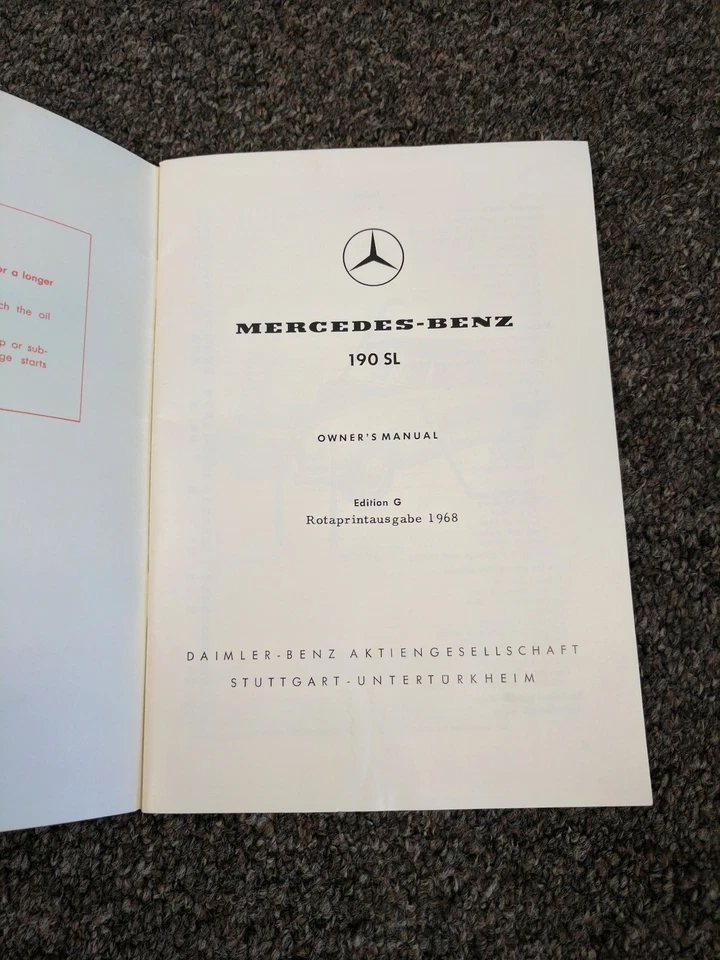 r a longer
ch the oil
p or sub-
ge starts
MERCEDES-BENZ
190 SL
OWNER'S MANUAL
Edition G
Rotaprintausgabe 1968
DAIMLER-BENZ AKTIENGESELLSCHAFT
STUTTGART-UNTERTÜRKHEIM